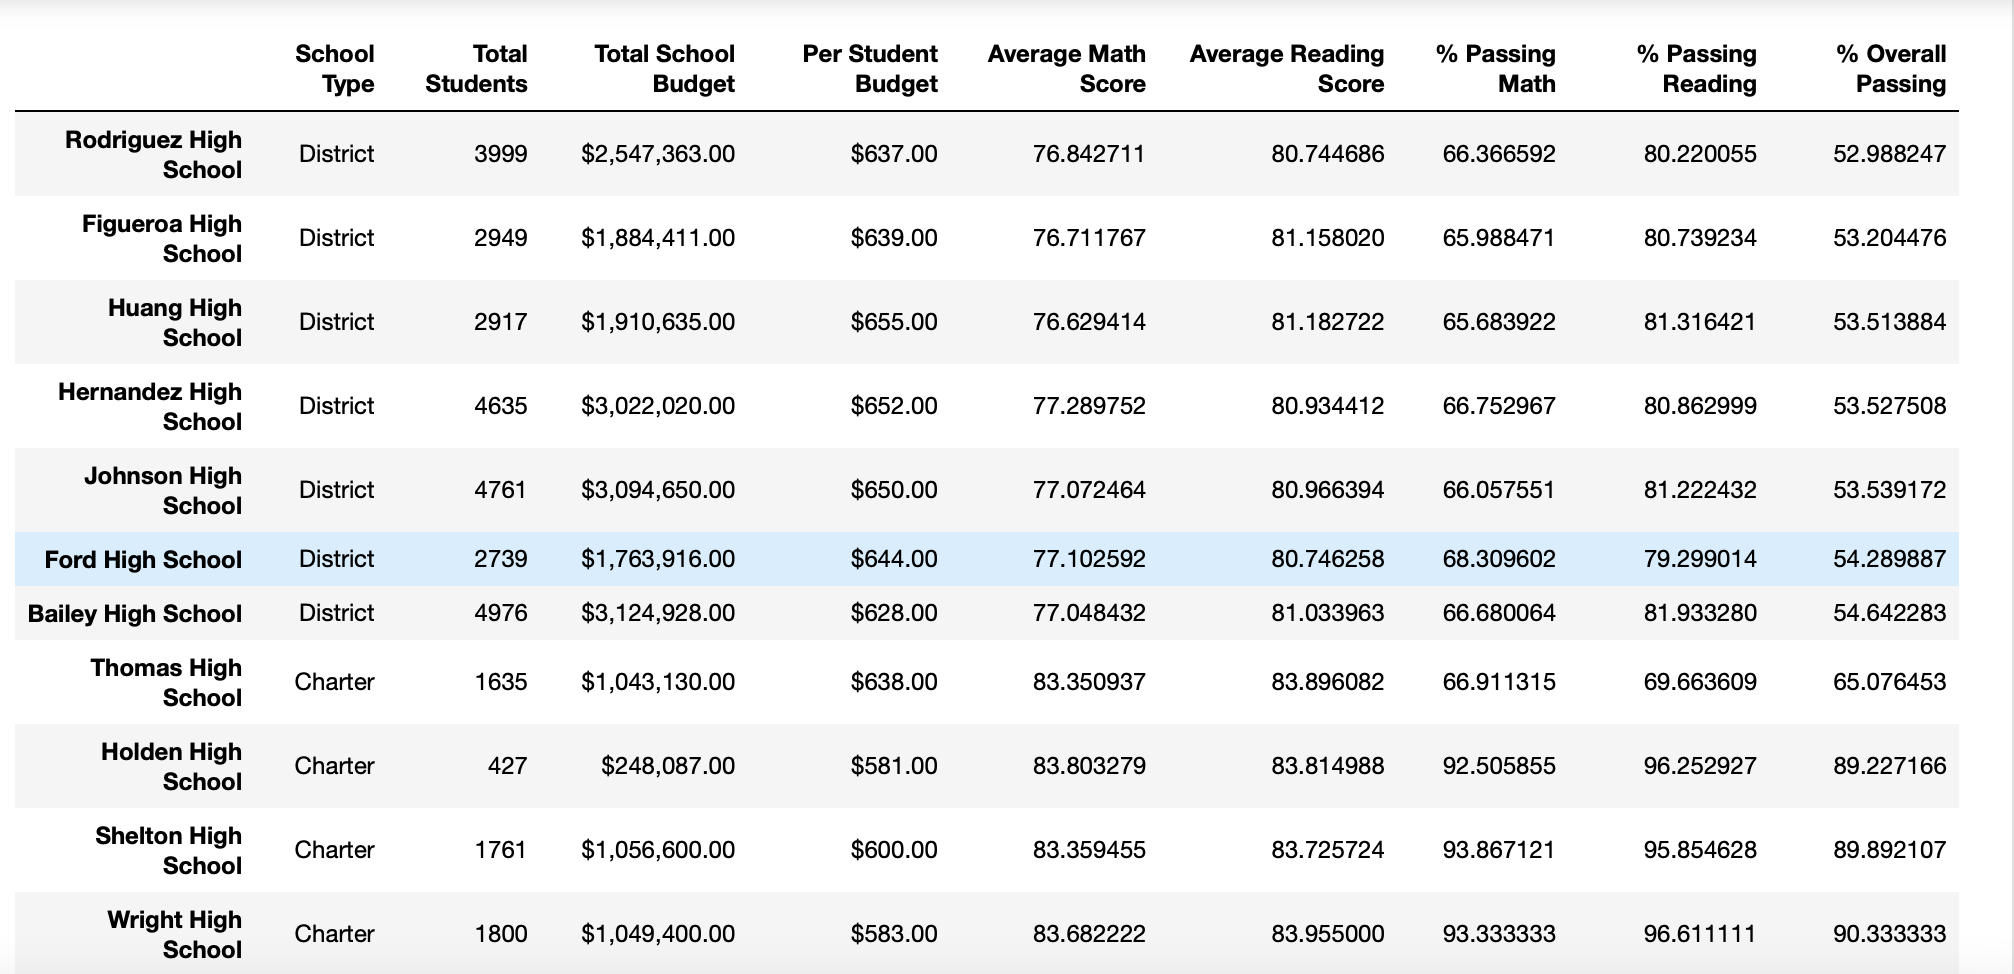 School Type Total Students Total School Budget Per Student Budget Average Math Score Average Reading Score % Passing Math % Passing Reading % Overall Passing
Rodriguez High School District 3999 $2,547,363.00 $637.00 76.842711 80.744686 66.366592 80.220055 52.988247
Figueroa High School District 2949 $1,884,411.00 $639.00 76.711767 81.158020 65.988471 80.739234 53.204476
Huang High School District 2917 $1,910,635.00 $655.00 76.629414 81.182722 65.683922 81.316421 53.513884
Hernandez High School District 4635 $3,022,020.00 $652.00 77.289752 80.934412 66.752967 80.862999 53.527508
Johnson High School District 4761 $3,094,650.00 $650.00 77.072464 80.966394 66.057551 81.222432 53.539172
Ford High School District 2739 $1,763,916.00 $644.00 77.102592 80.746258 68.309602 79.299014 54.289887
Bailey High School District 4976 $3,124,928.00 $628.00 77.048432 81.033963 66.680064 81.933280 54.642283
Thomas High School Charter 1635 $1,043,130.00 $638.00 83.350937 83.896082 66.911315 69.663609 65.076453
Holden High School Charter 427 $248,087.00 $581.00 83.803279 83.814988 92.505855 96.252927 89.227166
Shelton High School Charter 1761 $1,056,600.00 $600.00 83.359455 83.725724 93.867121 95.854628 89.892107
Wright High School Charter 1800 $1,049,400.00 $583.00 83.682222 83.955000 93.333333 96.611111 90.333333